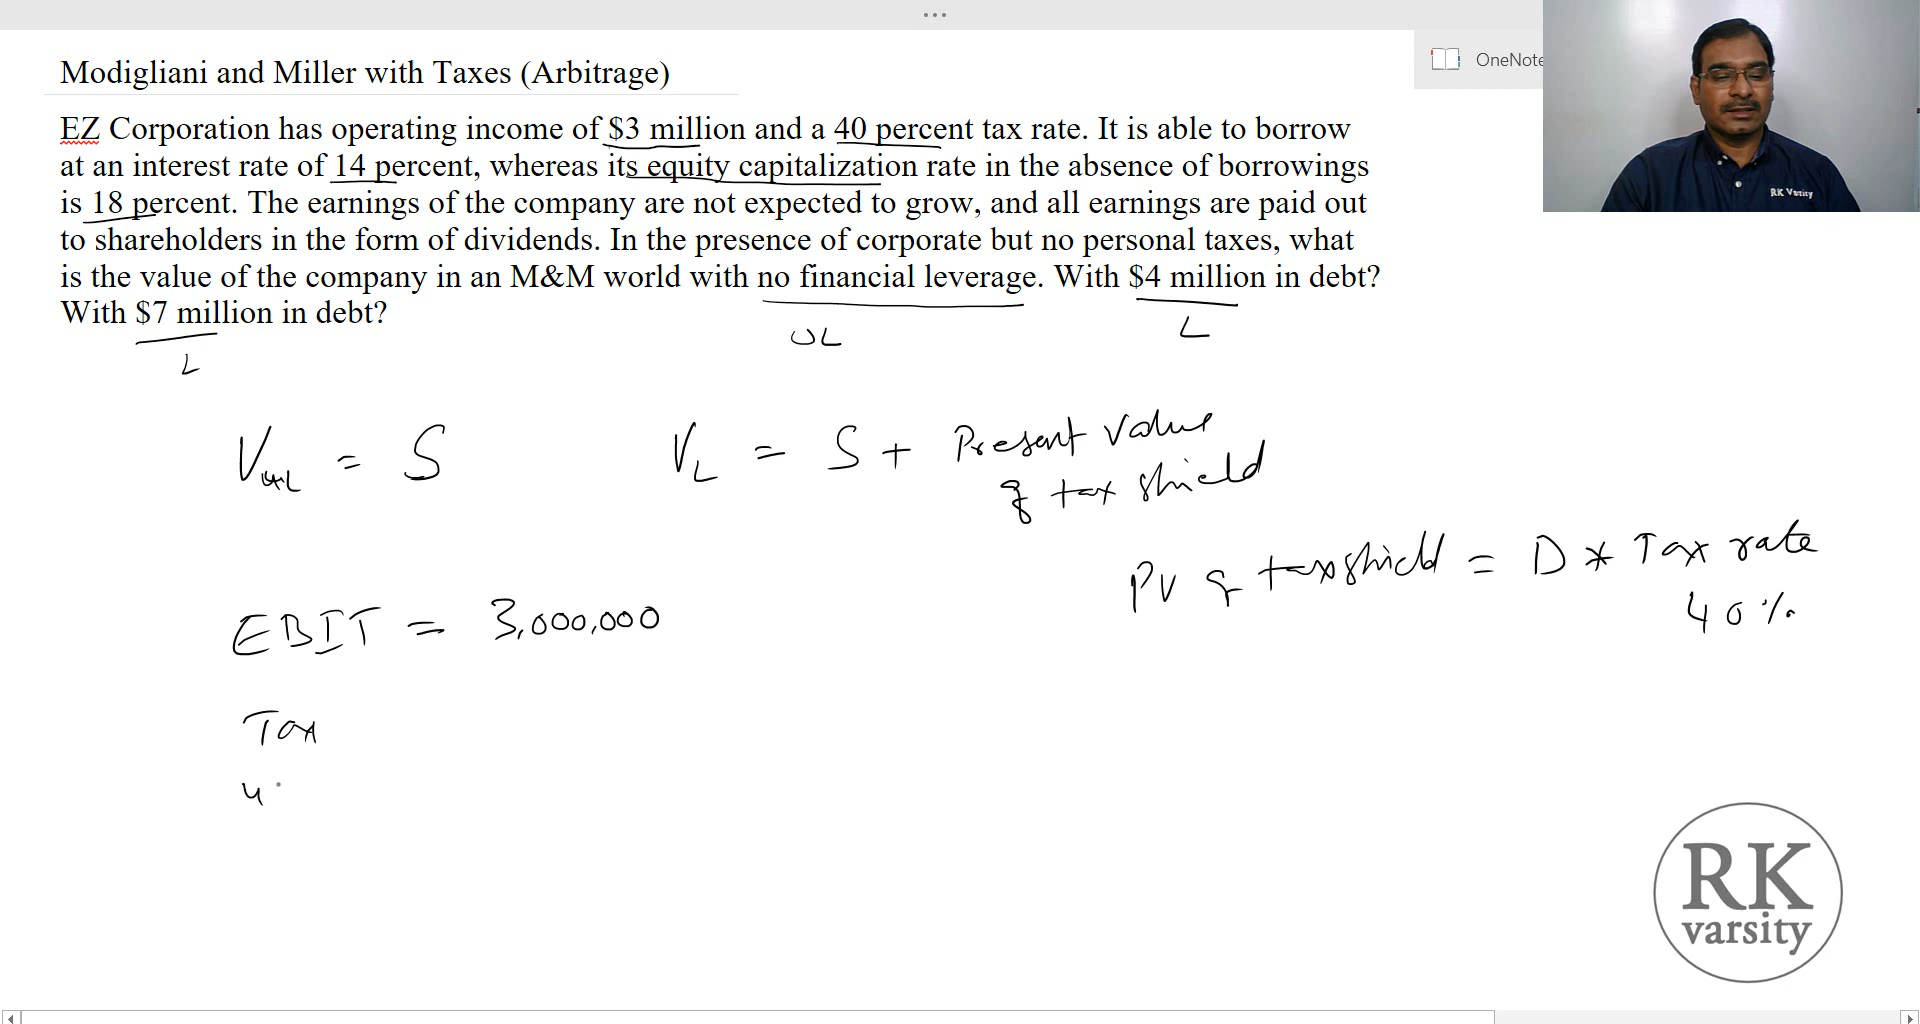 OneNote
Modigliani and Miller with Taxes (Arbitrage)
EZ Corporation has operating income of $3 million and a 40 percent tax rate. It is able to borrow
at an interest rate of 14 percent, whereas its equity capitalization rate in the absence of borrowings
is 18 percent. The earnings of the company are not expected to grow, and all earnings are paid out
to shareholders in the form of dividends. In the presence of corporate but no personal taxes, what
is the value of the company in an M&M world with no financial leverage. With $4 million in debt?
With $7 million in debt?
RK Varsity
UL
L
L
V = S
V_L = S + Present Value
of tax shield
PV of tax shield = D * Tax rate
40%
EBIT = 3,000,000
Tax
4
RK
varsity